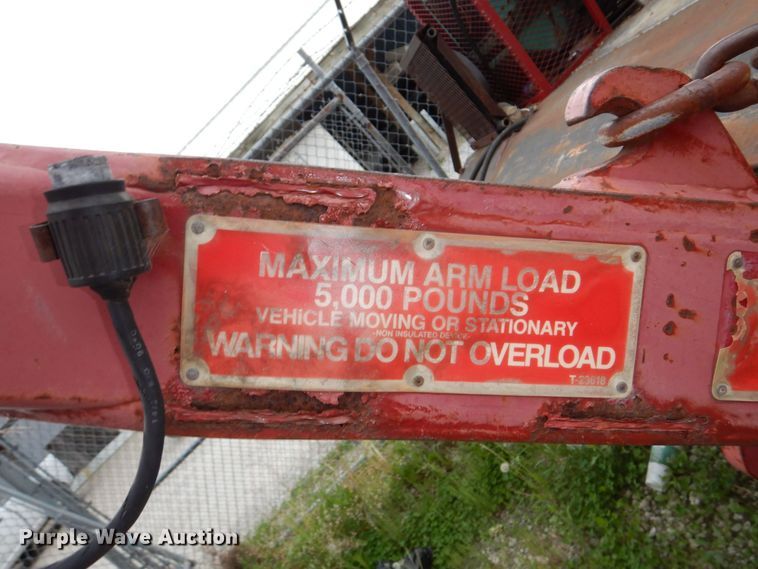 MAXIMUM ARM LOAD
5,000 POUNDS
VEHICLE MOVING OR STATIONARY
-NON INSULATED DEVICE-
WARNING DO NOT OVERLOAD
T-23618
Purple Wave Auction